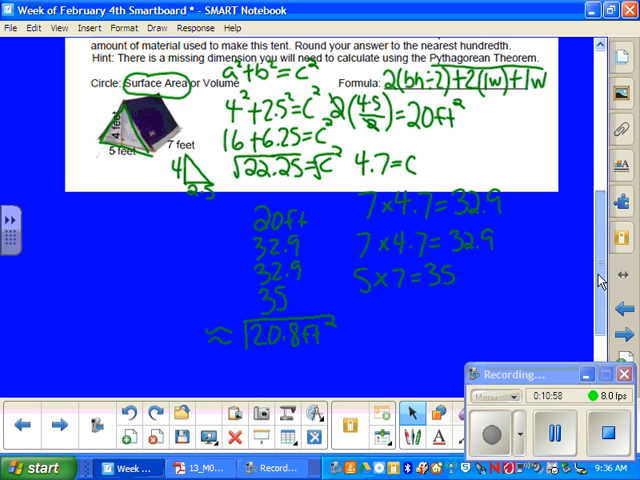 Week of February 4th Smartboard * - SMART Notebook
File Edit View Insert Format Draw Response Help
amount of material used to make this tent. Round your answer to the nearest hundredth.
Hint: There is a missing dimension you will need to calculate using the Pythagorean Theorem.
Circle: Surface Area or Volume
Formula: 2(bh÷2)+2(lw)+lw
a²+b²=c²
4²+2.5²=c²
16+6.25=c²
√22.25=√c²
2(4·5/2)=20ft²
4.7=c
4 feet
5 feet
7 feet
4
2.5
7×4.7=32.9
7×4.7=32.9
5×7=35
20ft
32.9
32.9
35
≈120.8ft²
Recording...
Menu
0:10:58
8.0 fps
start
Week ...
13_M0...
Recordi...
9:36 AM